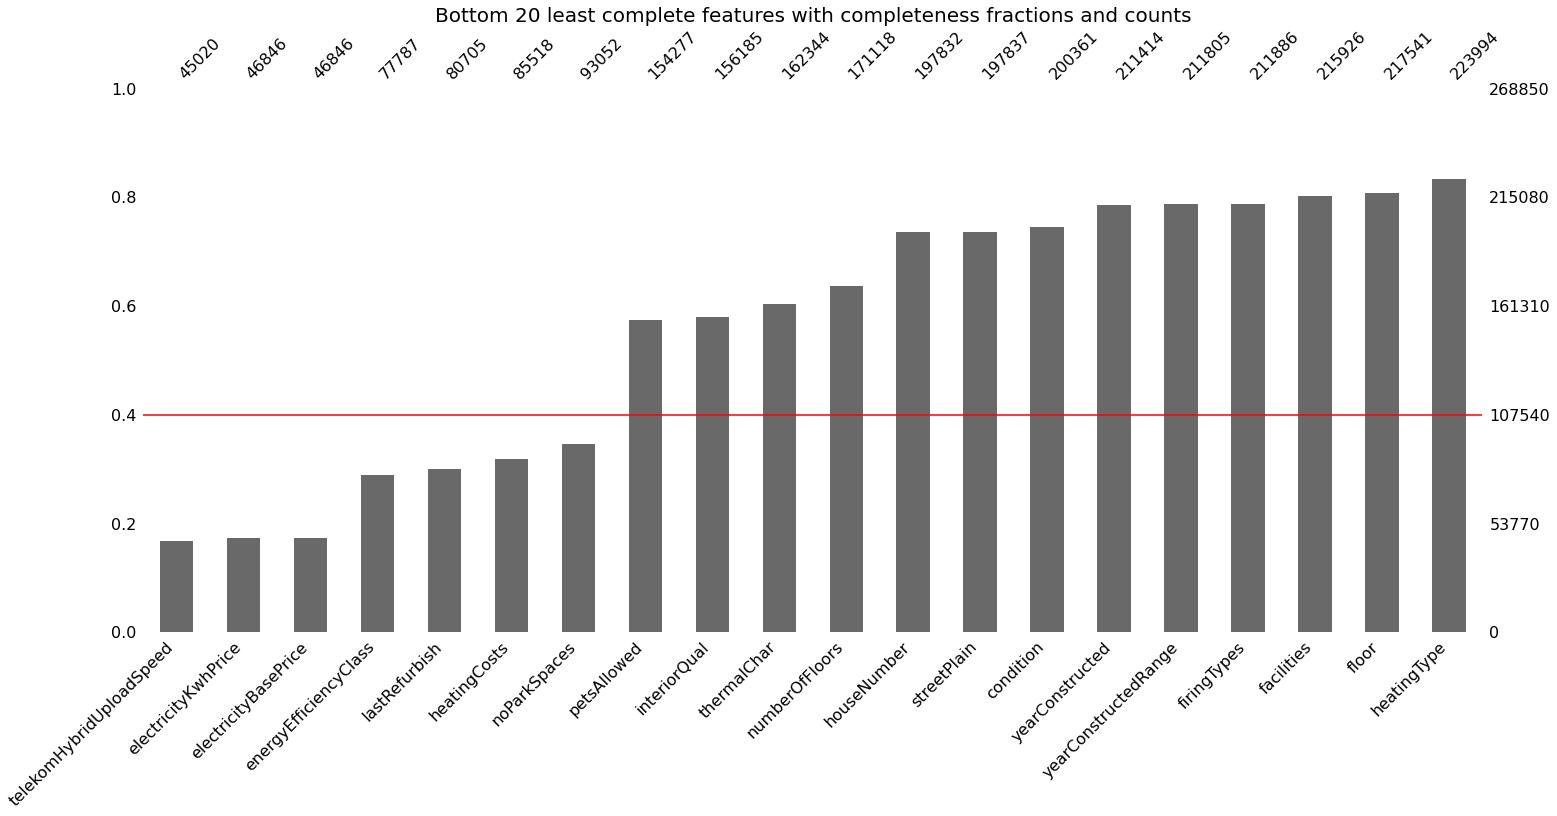 Bottom 20 least complete features with completeness fractions and counts
45020
46846
46846
77787
80705
85518
93052
154277
156185
162344
171118
197832
197837
200361
211414
211805
211886
215926
217541
223994
1.0
268850
0.8
215080
0.6
161310
0.4
107540
0.2
53770
0.0
0
telekomHybridUploadSpeed
electricityKwhPrice
electricityBasePrice
energyEfficiencyClass
lastRefurbish
heatingCosts
noParkSpaces
petsAllowed
interiorQual
thermalChar
numberOfFloors
houseNumber
streetPlain
condition
yearConstructed
yearConstructedRange
firingTypes
facilities
floor
heatingType